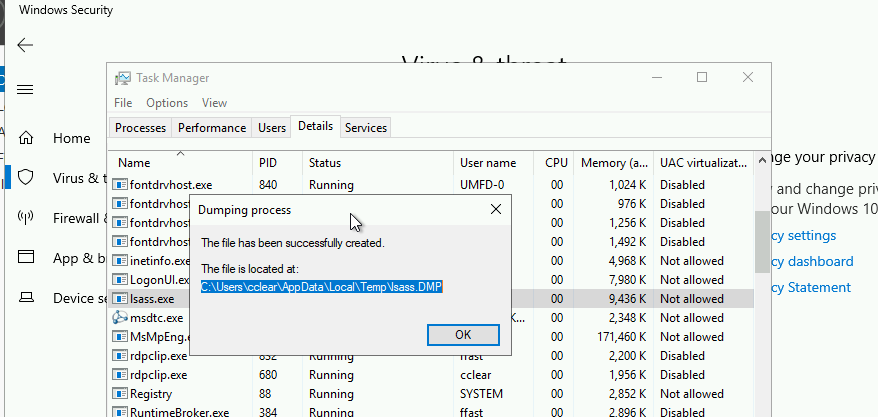 Windows Security
Virus & threat
Task Manager
File Options View
Processes Performance Users Details Services
Home
Virus & t
Firewall &
App & b
Device se
Name PID Status User name CPU Memory (a... UAC virtualizat...
fontdrvhost.exe 840 Running UMFD-0 00 1,024 K Disabled
fontdrvh 00 976 K Disabled
fontdrvh 00 1,256 K Disabled
fontdrvh 00 1,492 K Disabled
inetinfo.e 00 4,968 K Not allowed
LogonUI.e 00 7,980 K Not allowed
lsass.exe 00 9,436 K Not allowed
msdtc.exe K... 00 2,348 K Not allowed
MsMpEng. 00 171,460 K Not allowed
rdpclip.exe 832 Running ffast 00 2,200 K Disabled
rdpclip.exe 680 Running cclear 00 1,956 K Disabled
Registry 88 Running SYSTEM 00 2,852 K Not allowed
RuntimeBroker.exe 384 Running ffast 00 2,896 K Disabled
Dumping process
The file has been successfully created.
The file is located at:
C:\Users\cclear\AppData\Local\Temp\lsass.DMP
OK
nge your privacy
and change priv
our Windows 10
cy settings
cy dashboard
cy Statement